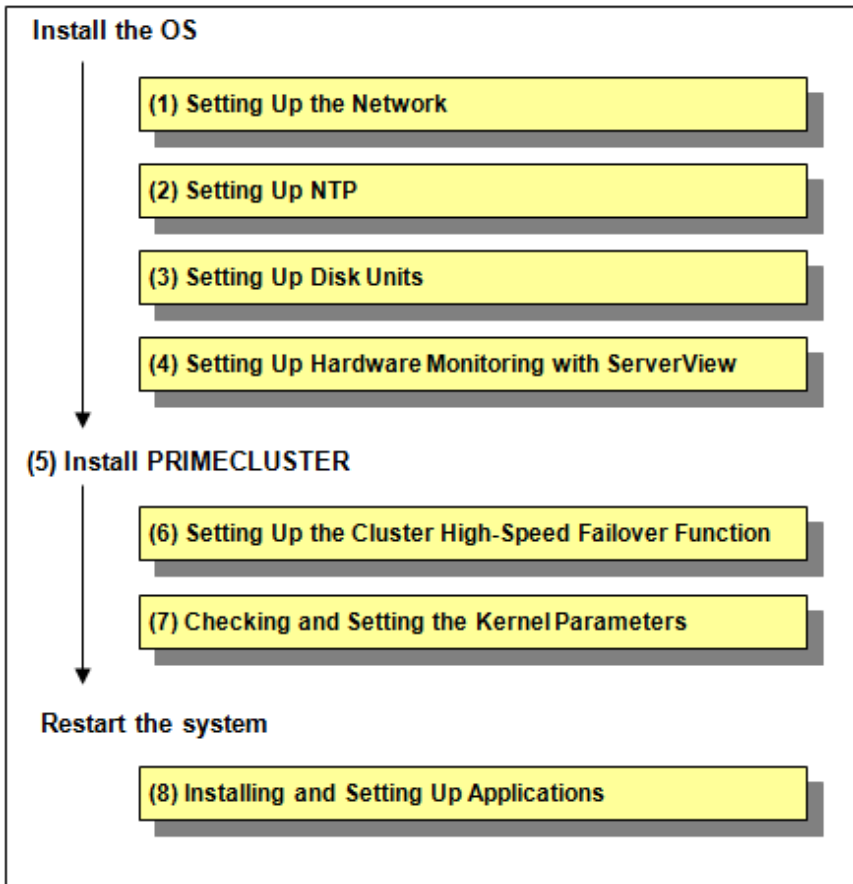 Install the OS
(1) Setting Up the Network
(2) Setting Up NTP
(3) Setting Up Disk Units
(4) Setting Up Hardware Monitoring with ServerView
(5) Install PRIMECLUSTER
(6) Setting Up the Cluster High-Speed Failover Function
(7) Checking and Setting the Kernel Parameters
Restart the system
(8) Installing and Setting Up Applications